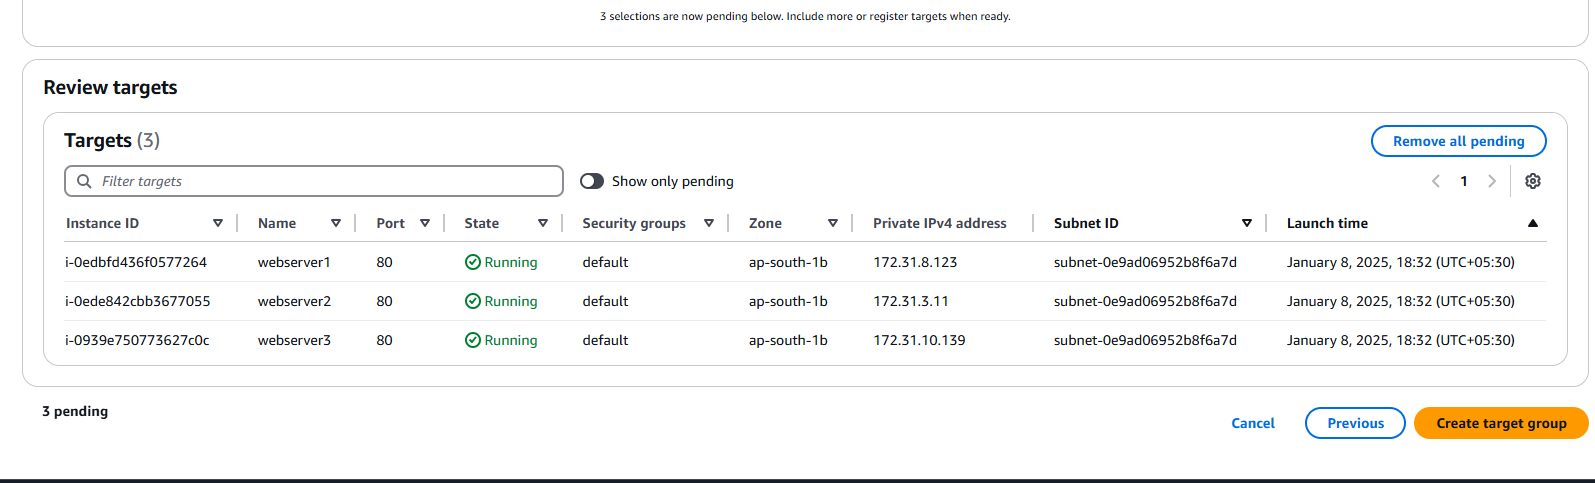 3 selections are now pending below. Include more or register targets when ready.
Review targets
Targets (3)
Remove all pending
Filter targets
Show only pending
1
Instance ID Name Port State Security groups Zone Private IPv4 address Subnet ID Launch time
i-0edbfd436f0577264 webserver1 80 Running default ap-south-1b 172.31.8.123 subnet-0e9ad06952b8f6a7d January 8, 2025, 18:32 (UTC+05:30)
i-0ede842cbb3677055 webserver2 80 Running default ap-south-1b 172.31.3.11 subnet-0e9ad06952b8f6a7d January 8, 2025, 18:32 (UTC+05:30)
i-0939e750773627c0c webserver3 80 Running default ap-south-1b 172.31.10.139 subnet-0e9ad06952b8f6a7d January 8, 2025, 18:32 (UTC+05:30)
3 pending
Cancel
Previous
Create target group